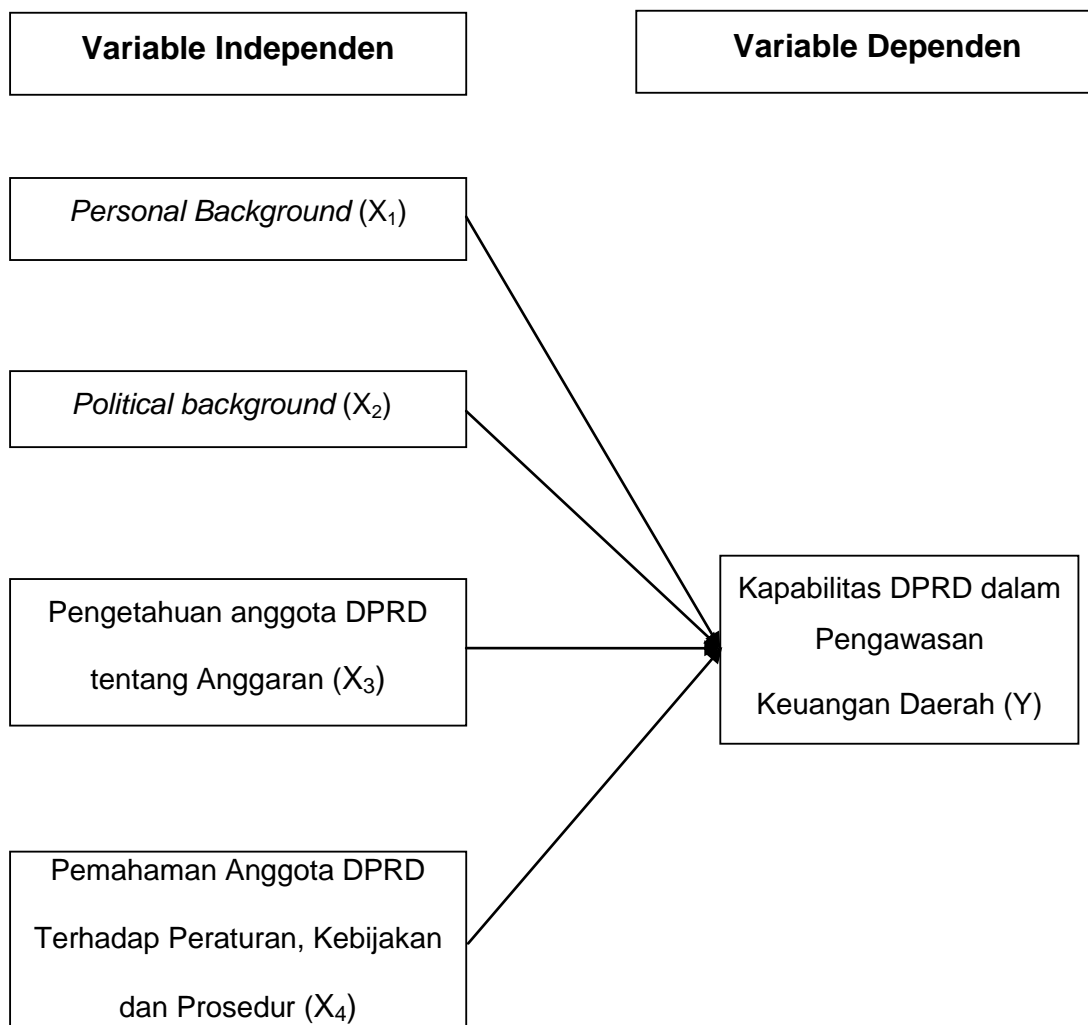 Variable Independen
Variable Dependen
Personal Background (X₁)
Political background (X₂)
Pengetahuan anggota DPRD
tentang Anggaran (X₃)
Kapabilitas DPRD dalam
Pengawasan
Keuangan Daerah (Y)
Pemahaman Anggota DPRD
Terhadap Peraturan, Kebijakan
dan Prosedur (X₄)